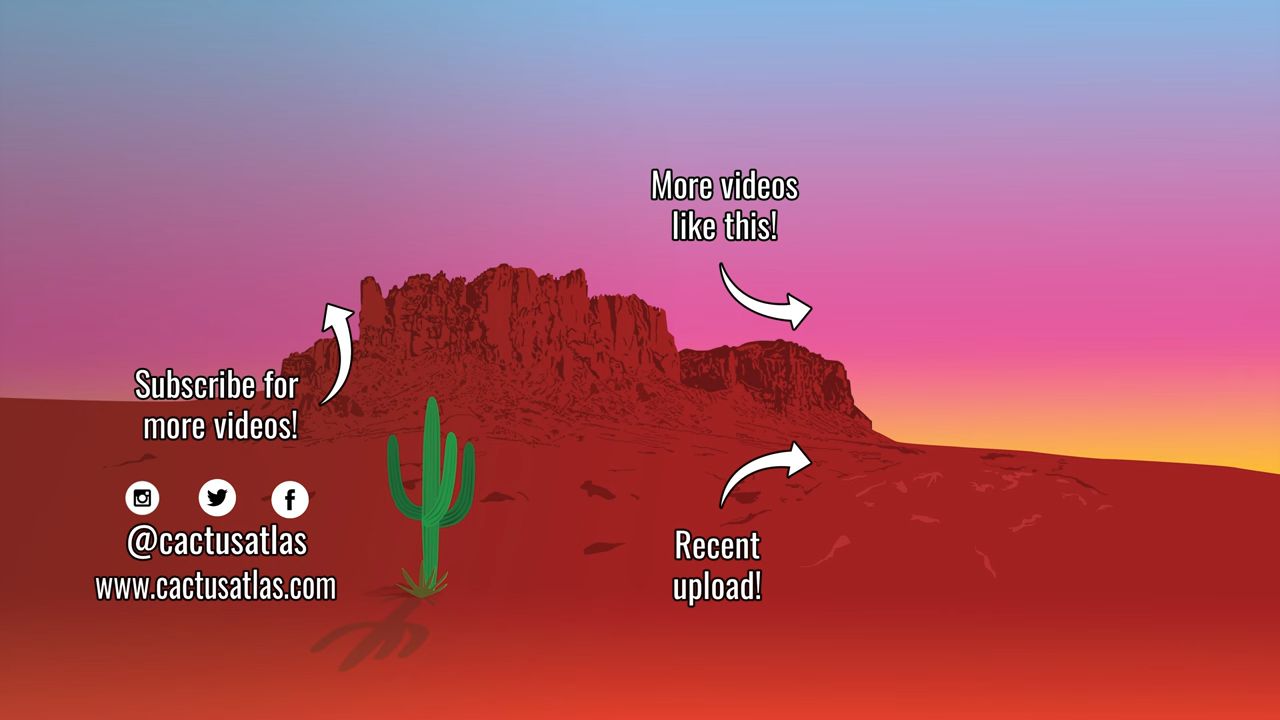 More videos
like this!
Subscribe for
more videos!
@cactusatlas
www.cactusatlas.com
Recent
upload!